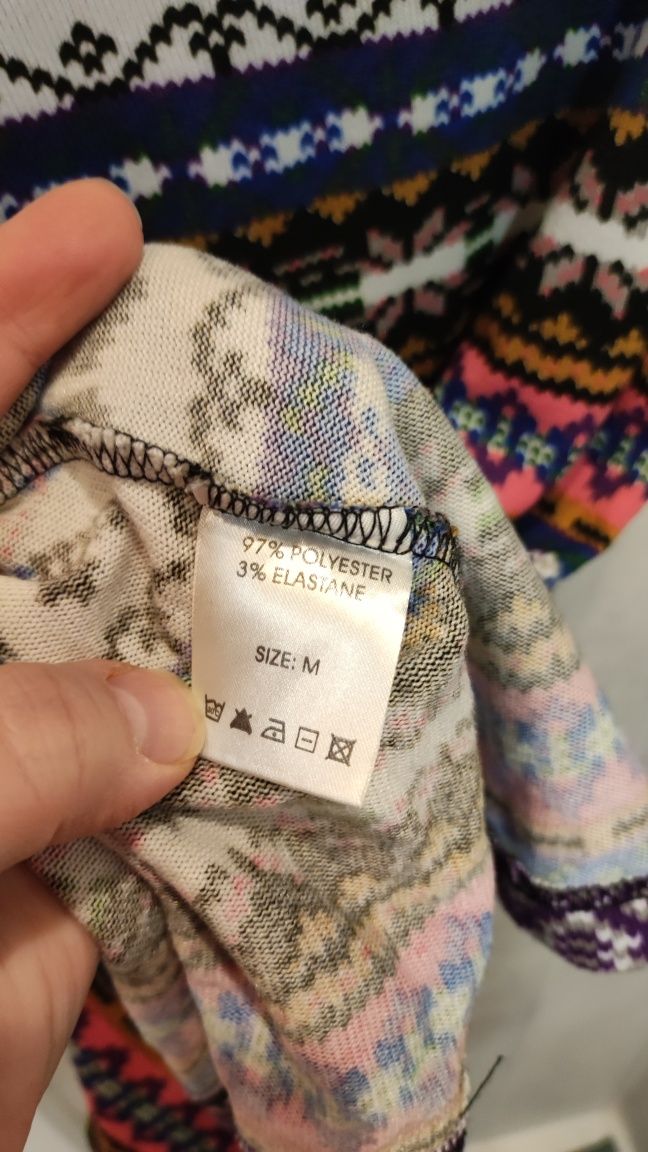 97% POLYESTER
3% ELASTANE
SIZE: M